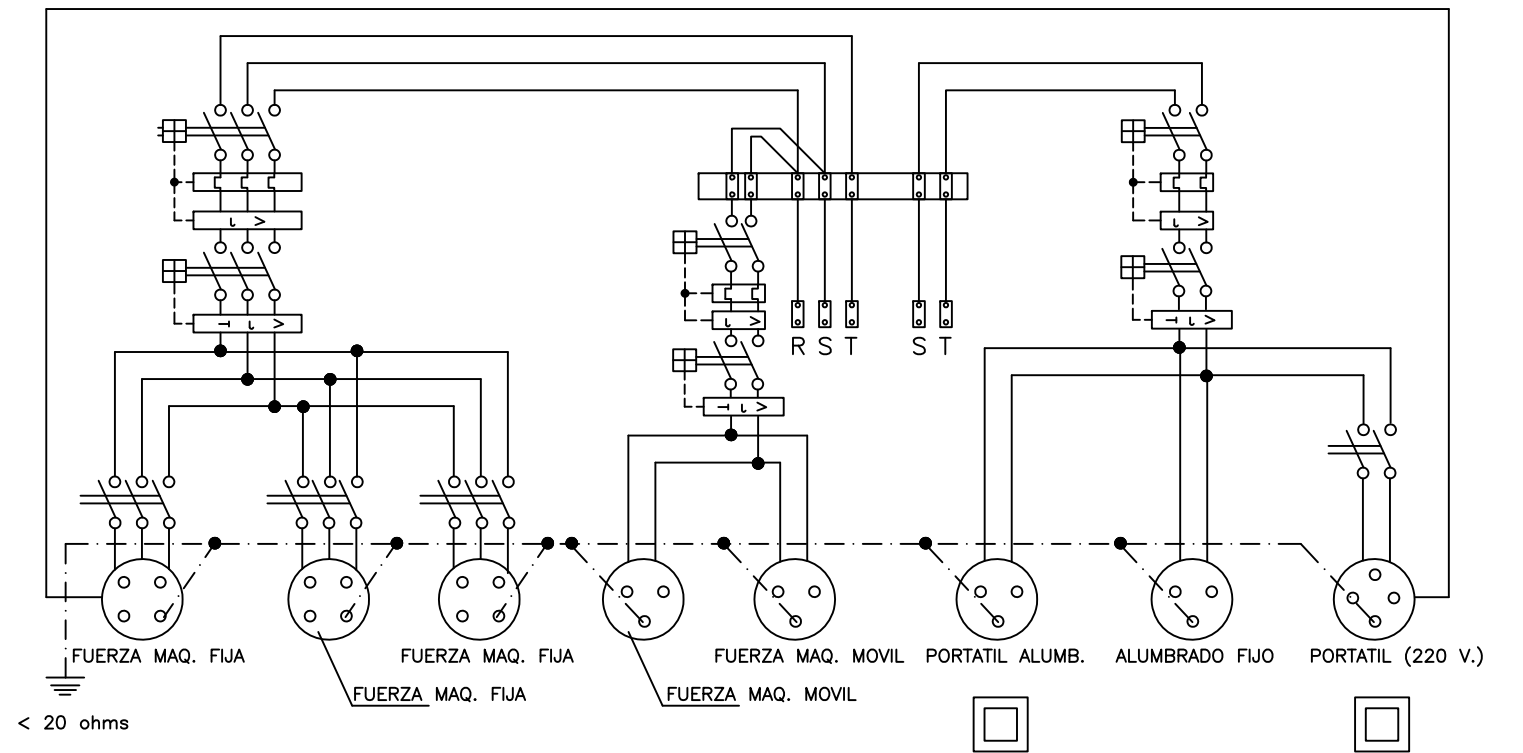 R S T S T
FUERZA MAQ. FIJA
FUERZA MAQ. FIJA
FUERZA MAQ. MOVIL
PORTATIL ALUMB.
ALUMBRADO FIJO
PORTATIL (220 V.)
FUERZA MAQ. FIJA
FUERZA MAQ. MOVIL
< 20 ohms